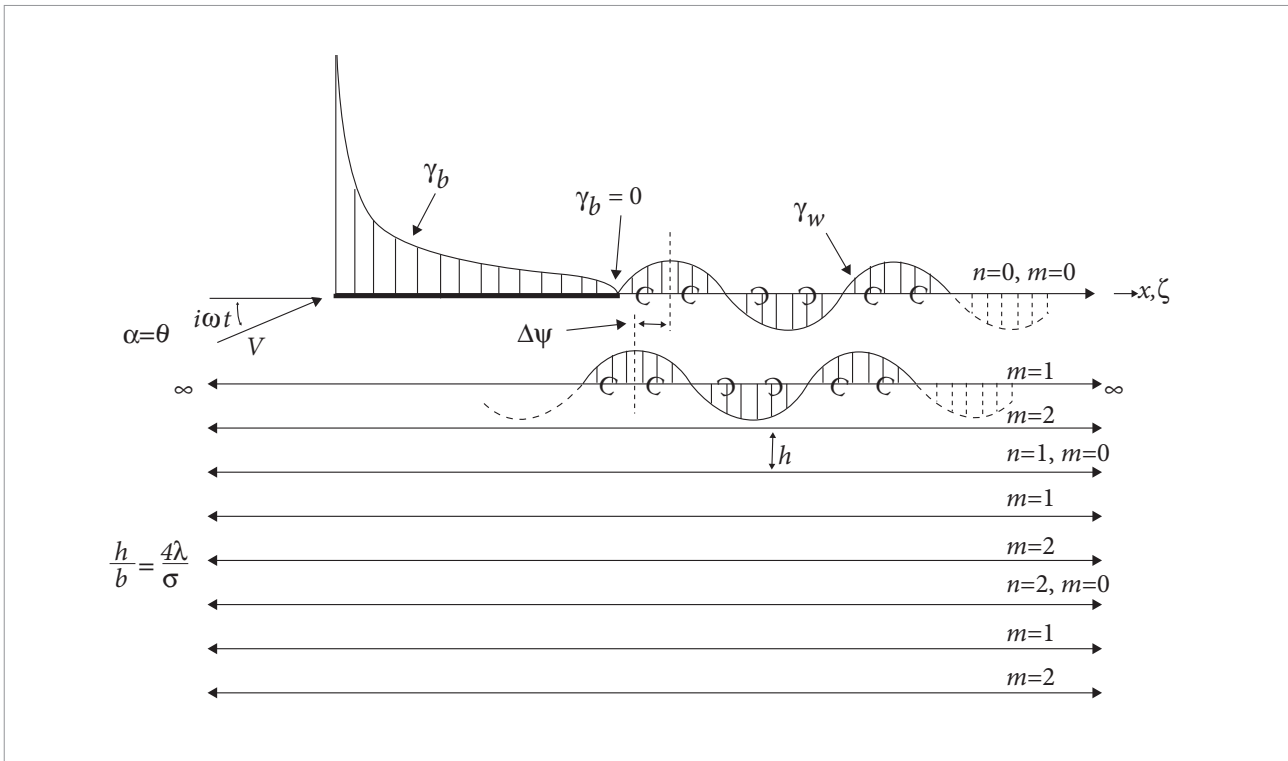 γb
γb = 0
γw
n=0, m=0
x,ζ
iωt
α=θ
V
Δψ
∞
m=1
∞
m=2
h
n=1, m=0
m=1
h/b = 4λ/σ
m=2
n=2, m=0
m=1
m=2